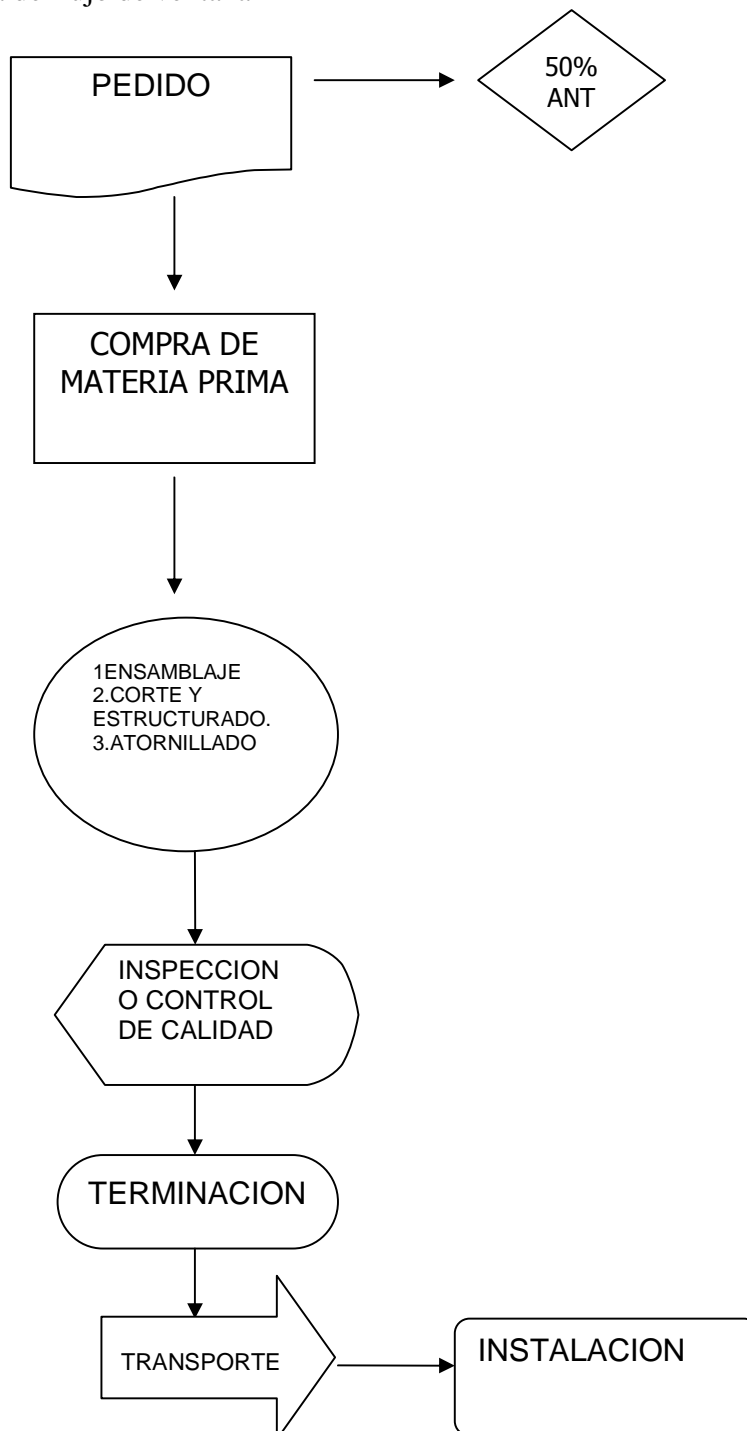 PEDIDO
50%
ANT
COMPRA DE
MATERIA PRIMA
1ENSAMBLAJE
2.CORTE Y
ESTRUCTURADO.
3.ATORNILLADO
INSPECCION
O CONTROL
DE CALIDAD
TERMINACION
TRANSPORTE
INSTALACION